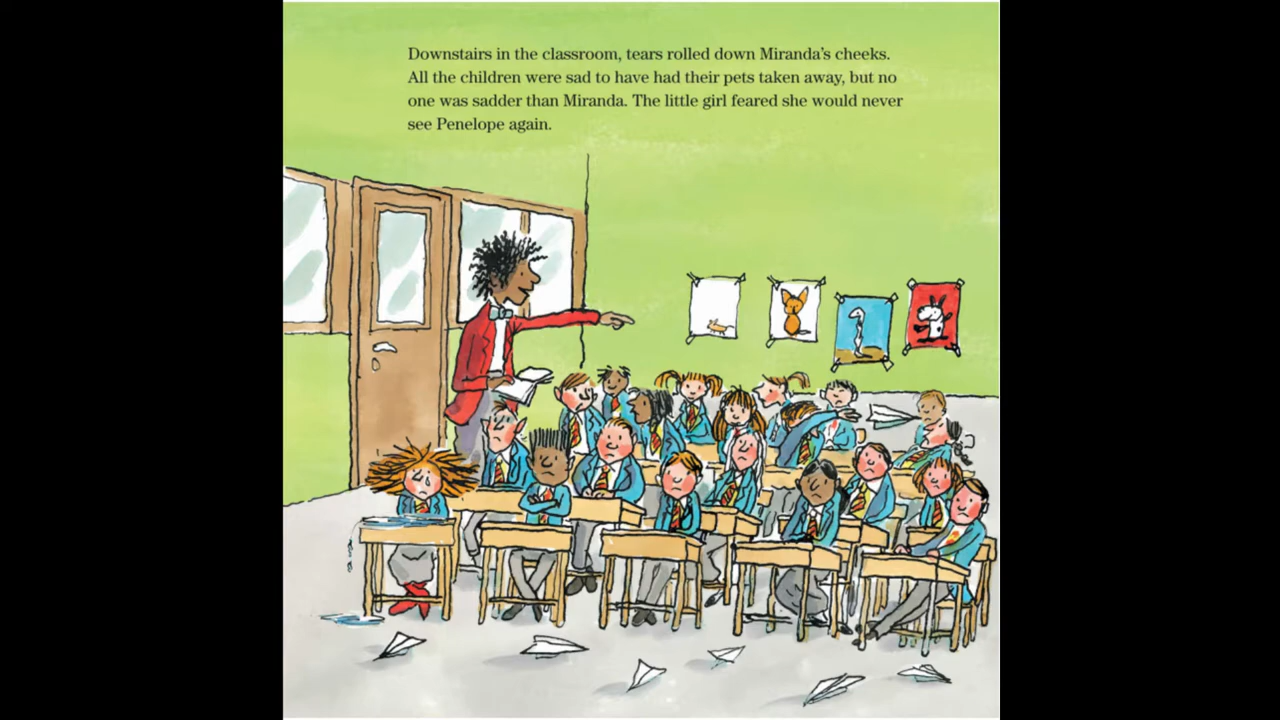 Downstairs in the classroom, tears rolled down Miranda’s cheeks.
All the children were sad to have had their pets taken away, but no
one was sadder than Miranda. The little girl feared she would never
see Penelope again.